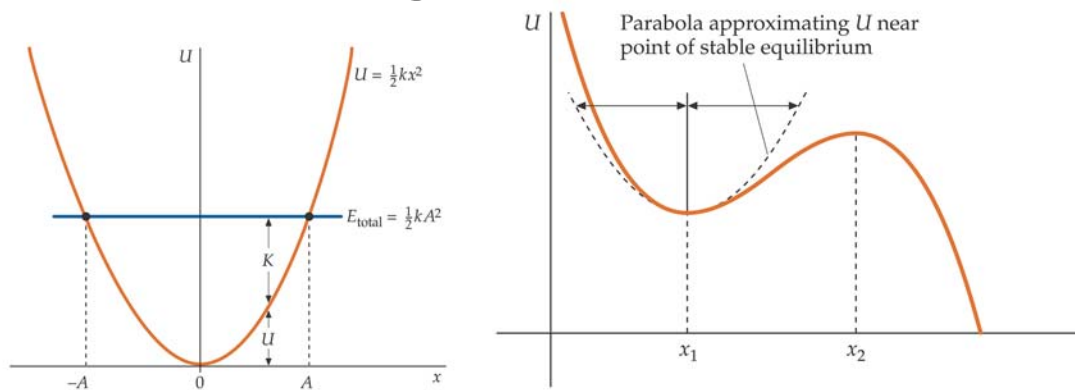 U
U = ½kx²
E_total = ½kA²
K
U
−A
0
A
x
U
Parabola approximating U near
point of stable equilibrium
x₁
x₂